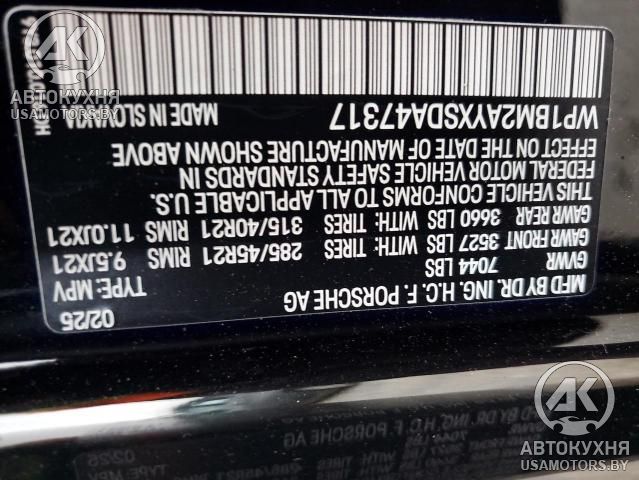 MFD BY DR. ING. H.C. F. PORSCHE AG 02/25
GVWR TYPE: MPV
7044 LBS
GAWR FRONT 3527 LBS WITH: TIRES 285/45R21 RIMS 9.5JX21
GAWR REAR 3660 LBS WITH: TIRES 315/40R21 RIMS 11.0JX21
THIS VEHICLE CONFORMS TO ALL APPLICABLE U.S.
FEDERAL MOTOR VEHICLE SAFETY STANDARDS IN
EFFECT ON THE DATE OF MANUFACTURE SHOWN ABOVE
WP1BM2AYXSDA47317 MADE IN SLOVAKIA
АК
АВТОКУХНЯ
USAMOTORS.BY
АК
АВТОКУХНЯ
USAMOTORS.BY